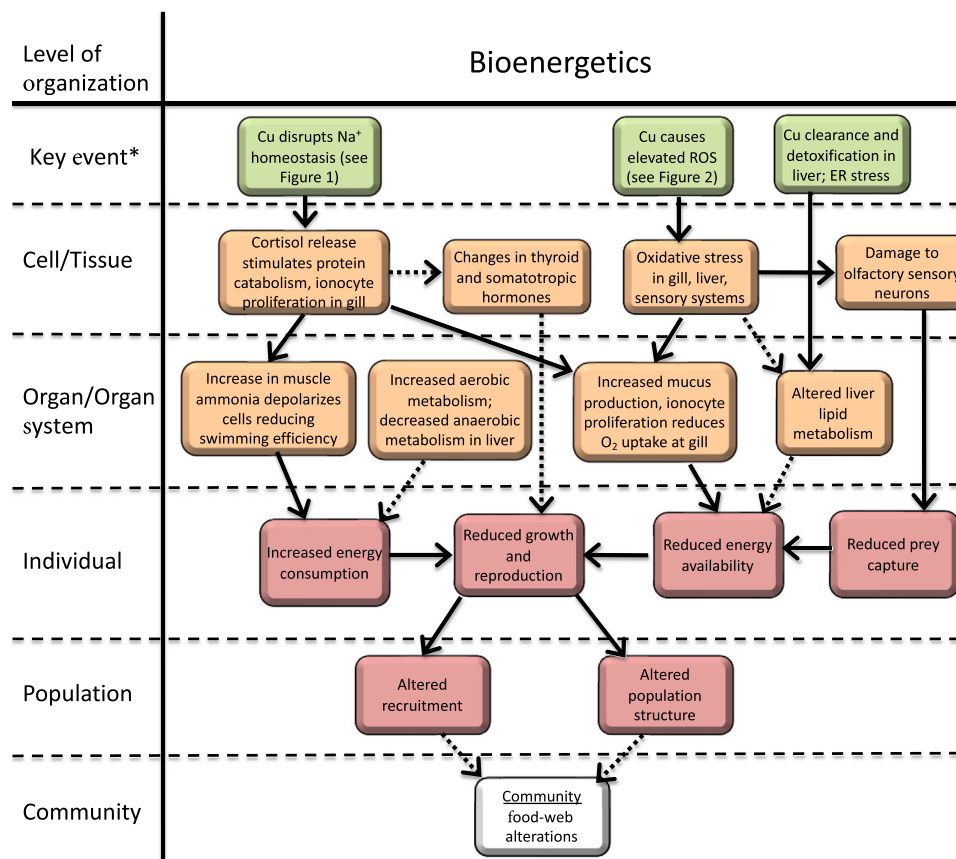 Level of
organization
Bioenergetics
Key event*
Cu disrupts Na⁺
homeostasis (see
Figure 1)
Cu causes
elevated ROS
(see Figure 2)
Cu clearance and
detoxification in
liver; ER stress
Cell/Tissue
Cortisol release
stimulates protein
catabolism, ionocyte
proliferation in gill
Changes in thyroid
and somatotropic
hormones
Oxidative stress
in gill, liver,
sensory systems
Damage to
olfactory sensory
neurons
Organ/Organ
system
Increase in muscle
ammonia depolarizes
cells reducing
swimming efficiency
Increased aerobic
metabolism;
decreased anaerobic
metabolism in liver
Increased mucus
production, ionocyte
proliferation reduces
O₂ uptake at gill
Altered liver
lipid
metabolism
Individual
Increased energy
consumption
Reduced growth
and
reproduction
Reduced energy
availability
Reduced prey
capture
Population
Altered
recruitment
Altered
population
structure
Community
Community
food-web
alterations